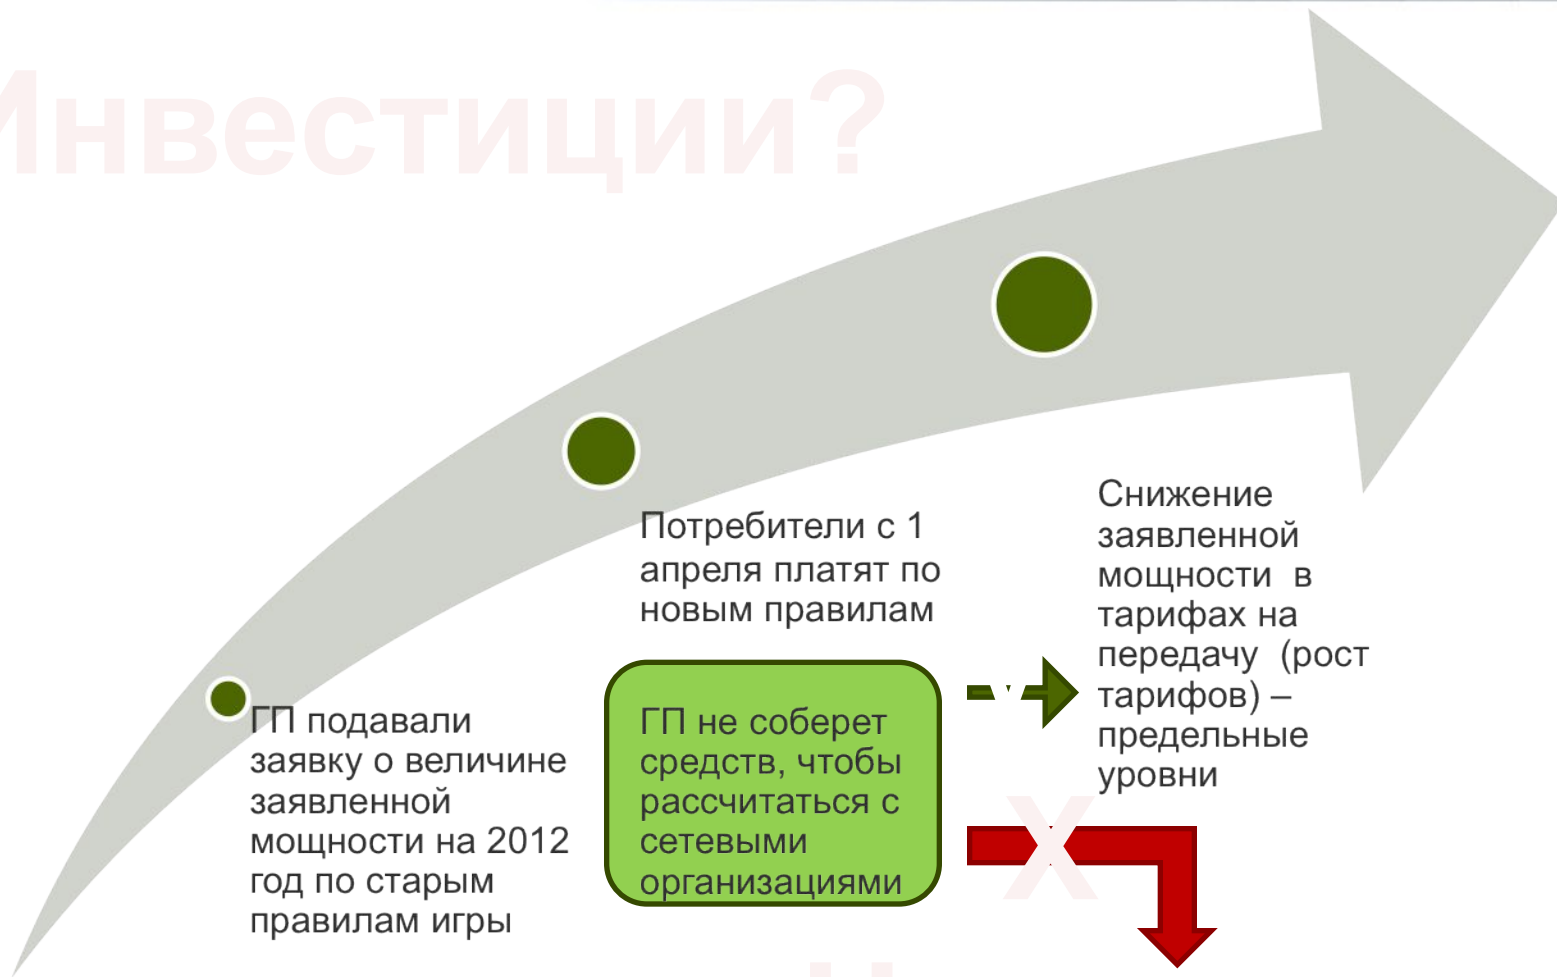 Инвестиции?
Снижение
заявленной
мощности в
тарифах на
передачу (рост
тарифов) –
предельные
уровни
Потребители с 1
апреля платят по
новым правилам
ГП подавали
заявку о величине
заявленной
мощности на 2012
год по старым
правилам игры
ГП не соберет
средств, чтобы
рассчитаться с
сетевыми
организациями
X